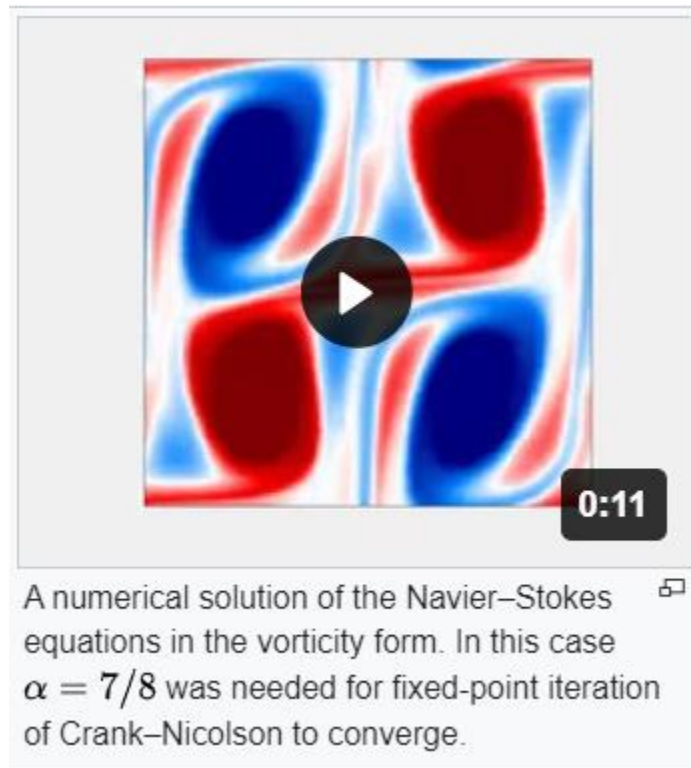 0:11
A numerical solution of the Navier–Stokes
equations in the vorticity form. In this case
α = 7/8 was needed for fixed-point iteration
of Crank–Nicolson to converge.